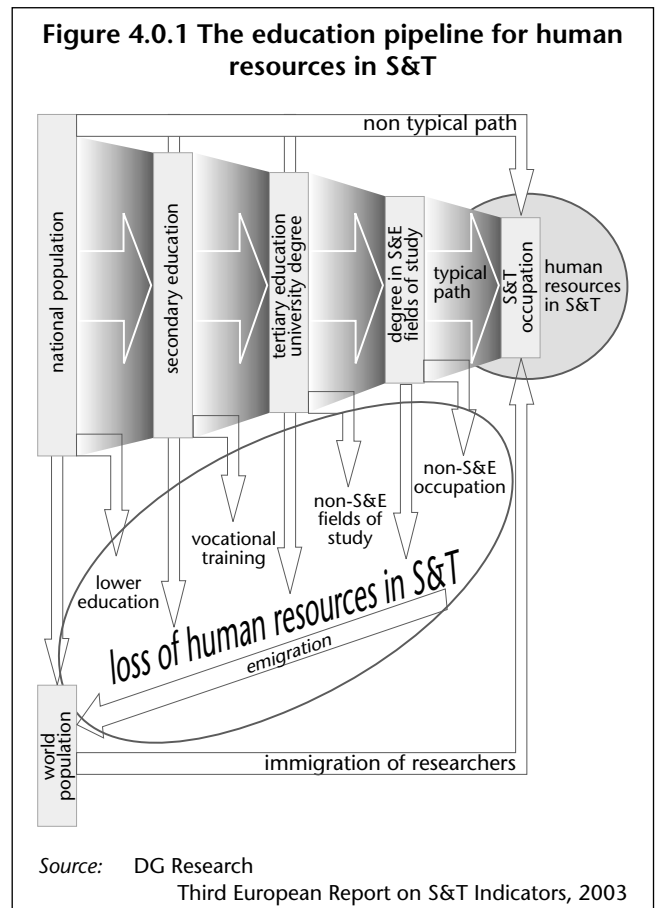 Figure 4.0.1 The education pipeline for human
resources in S&T
non typical path
national population
secondary education
tertiary education
university degree
degree in S&E
fields of study
typical
path
S&T
occupation
human
resources
in S&T
non-S&E
occupation
non-S&E
fields of
study
vocational
training
lower
education
loss of human resources in S&T
emigration
world
population
immigration of researchers
Source: DG Research
Third European Report on S&T Indicators, 2003